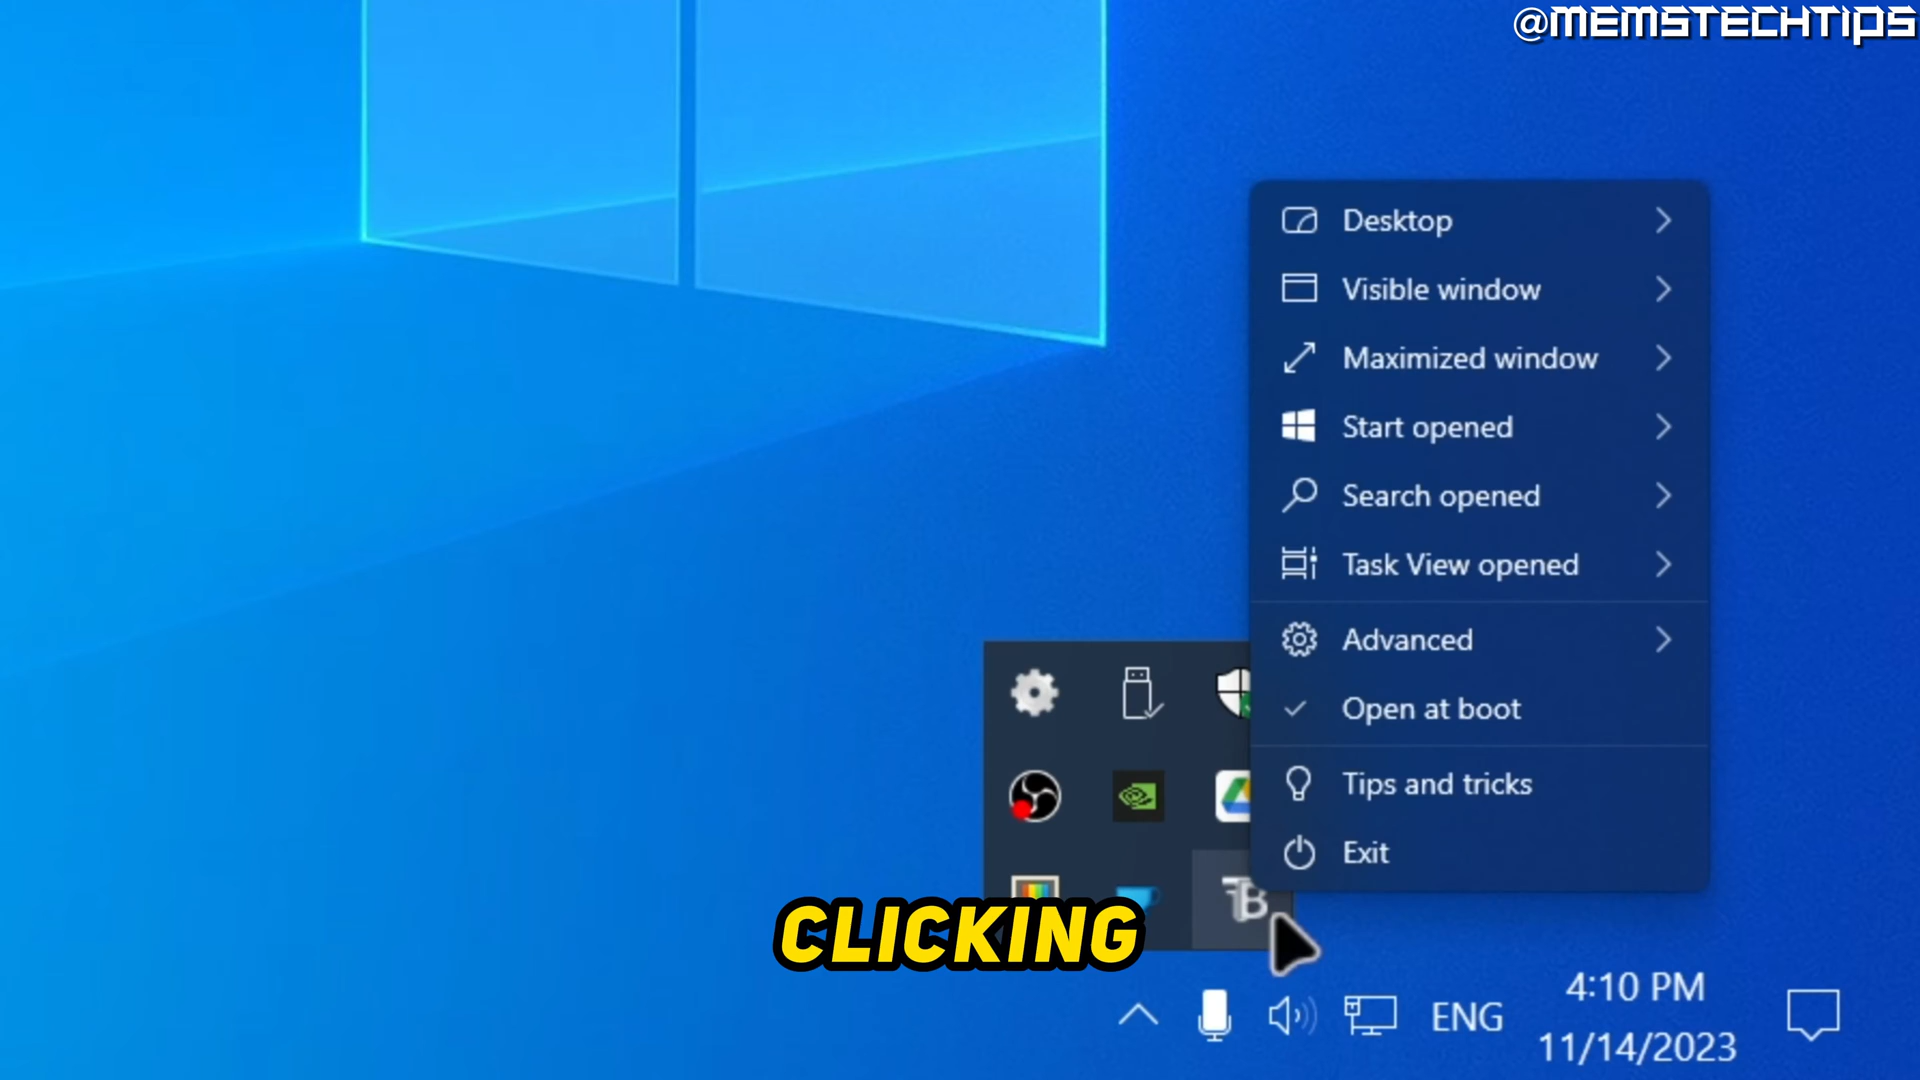 @MEMSTECHTIPS
Desktop
Visible window
Maximized window
Start opened
Search opened
Task View opened
Advanced
Open at boot
Tips and tricks
Exit
TB
CLICKING
ENG
4:10 PM
11/14/2023